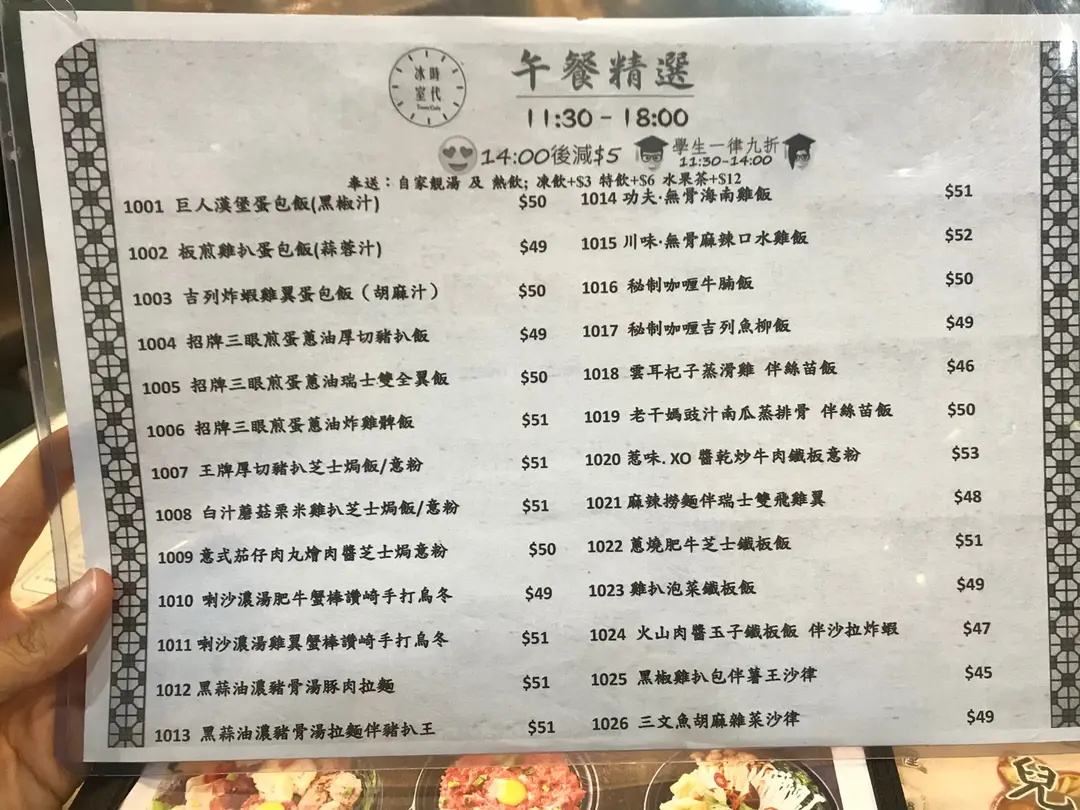 冰時
室代
午餐精選
11:30 - 18:00
14:00後減$5 學生一律九折
11:30-14:00
奉送：自家靚湯 及 熱飲; 凍飲+$3 特飲+$6 水果茶+$12
1001 巨人漢堡蛋包飯(黑椒汁) $50
1002 板煎雞扒蛋包飯(蒜蓉汁) $49
1003 吉列炸蝦雞翼蛋包飯（胡麻汁） $50
1004 招牌三眼煎蛋蔥油厚切豬扒飯 $49
1005 招牌三眼煎蛋蔥油瑞士雙全翼飯 $50
1006 招牌三眼煎蛋蔥油炸雞髀飯 $51
1007 王牌厚切豬扒芝士焗飯/意粉 $51
1008 白汁蘑菇栗米雞扒芝士焗飯/意粉 $51
1009 意式茄仔肉丸燴肉醬芝士焗意粉 $50
1010 喇沙濃湯肥牛蟹棒讚崎手打烏冬 $49
1011 喇沙濃湯雞翼蟹棒讚崎手打烏冬 $51
1012 黑蒜油濃豬骨湯豚肉拉麵 $51
1013 黑蒜油濃豬骨湯拉麵伴豬扒王 $51
1014 功夫·無骨海南雞飯 $51
1015 川味·無骨麻辣口水雞飯 $52
1016 秘制咖喱牛腩飯 $50
1017 秘制咖喱吉列魚柳飯 $49
1018 雲耳杞子蒸滑雞 伴絲苗飯 $46
1019 老干媽豉汁南瓜蒸排骨 伴絲苗飯 $50
1020 惹味. XO 醬乾炒牛肉鐵板意粉 $53
1021 麻辣撈麵伴瑞士雙飛雞翼 $48
1022 蔥燒肥牛芝士鐵板飯 $51
1023 雞扒泡菜鐵板飯 $49
1024 火山肉醬玉子鐵板飯 伴沙拉炸蝦 $47
1025 黑椒雞扒包伴薯王沙律 $45
1026 三文魚胡麻雜菜沙律 $49
兒